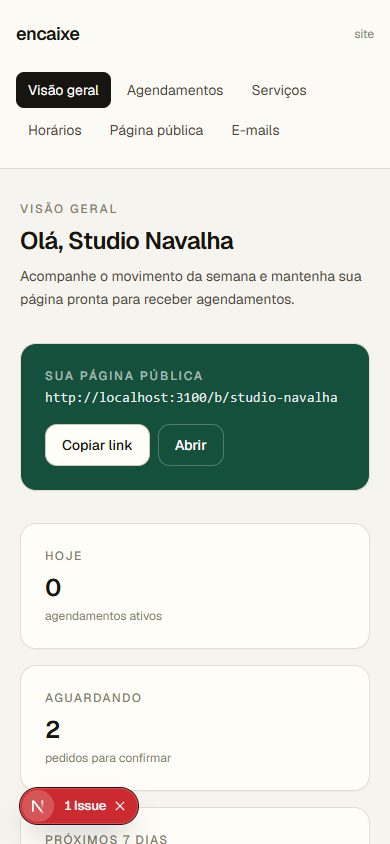 encaixe
site
Visão geral Agendamentos Serviços
Horários Página pública E-mails
VISÃO GERAL
Olá, Studio Navalha
Acompanhe o movimento da semana e mantenha sua
página pronta para receber agendamentos.
SUA PÁGINA PÚBLICA
http://localhost:3100/b/studio-navalha
Copiar link Abrir
HOJE
0
agendamentos ativos
AGUARDANDO
2
pedidos para confirmar
N 1 Issue
PRÓXIMOS 7 DIAS